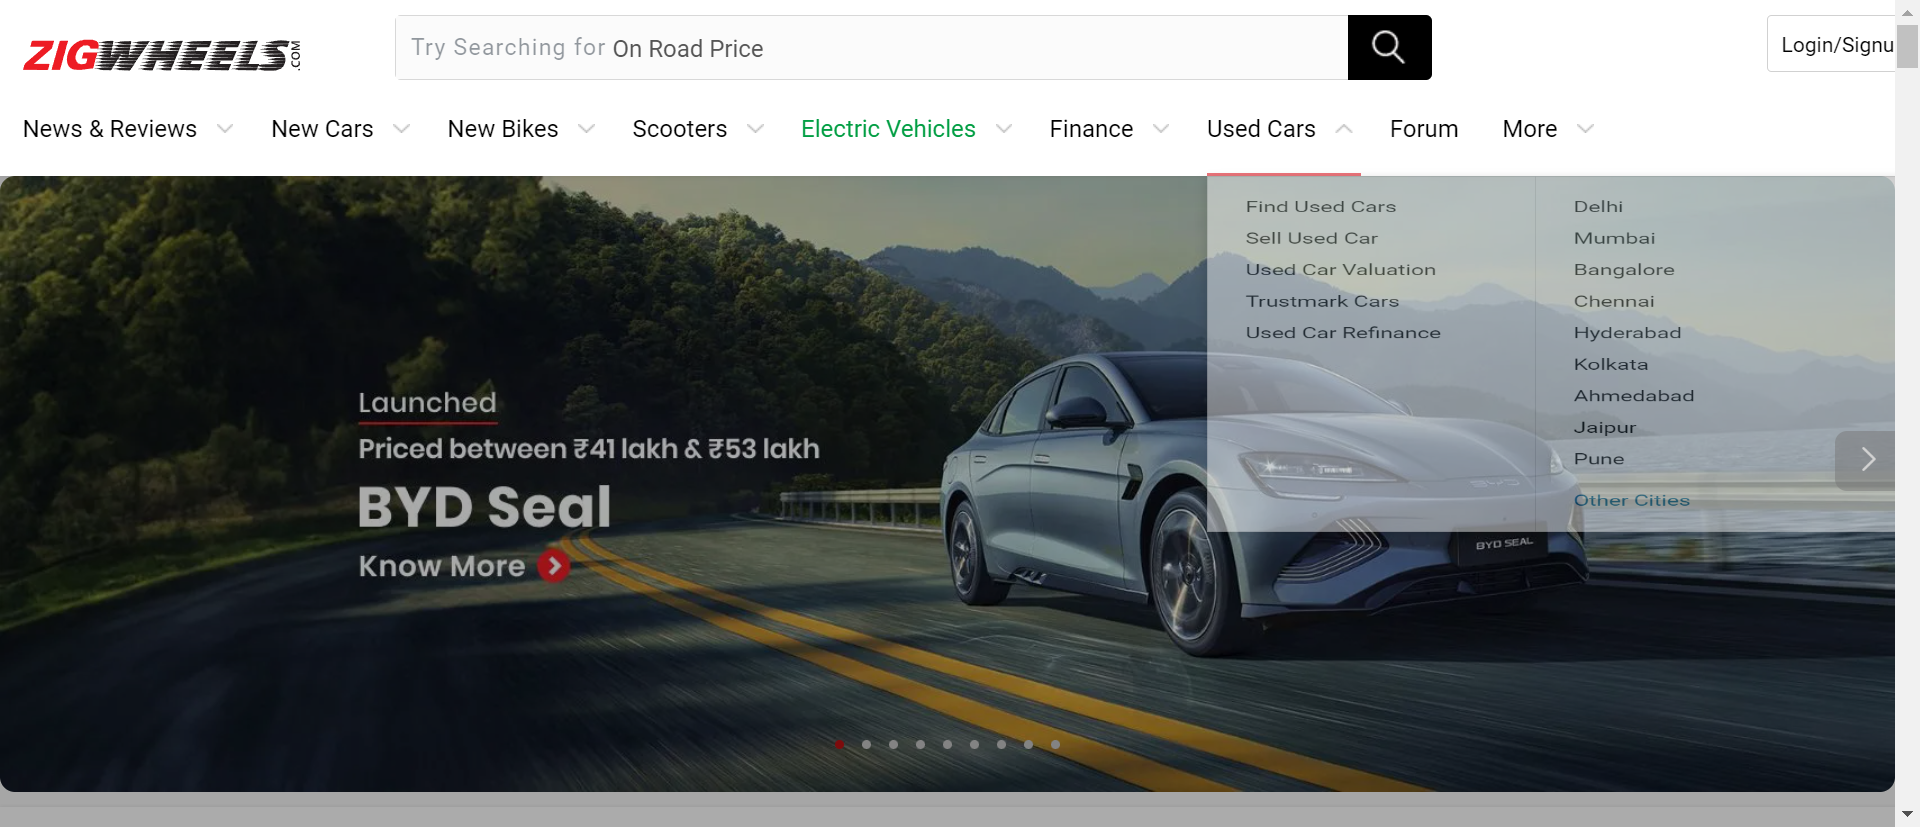 ZIGWHEELS.COM
Try Searching for On Road Price
Login/Signu
News & Reviews
New Cars
New Bikes
Scooters
Electric Vehicles
Finance
Used Cars
Forum
More
Find Used Cars
Sell Used Car
Used Car Valuation
Trustmark Cars
Used Car Refinance
Delhi
Mumbai
Bangalore
Chennai
Hyderabad
Kolkata
Ahmedabad
Jaipur
Pune
Other Cities
Launched
Priced between ₹41 lakh & ₹53 lakh
BYD Seal
Know More
BYD
BYD SEAL